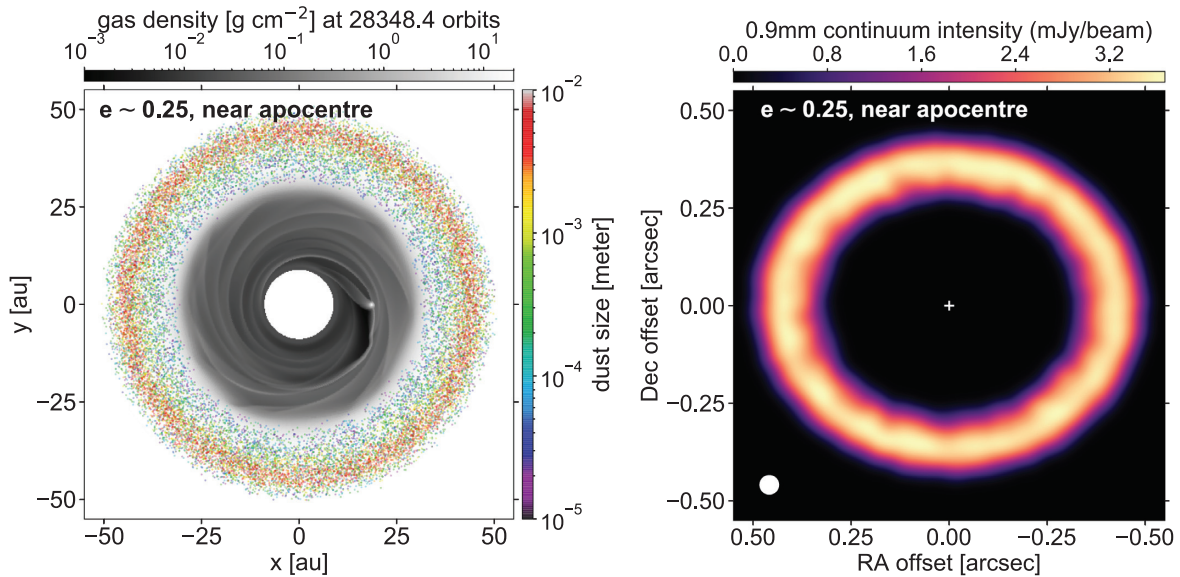 gas density [g cm⁻²] at 28348.4 orbits
10⁻³ 10⁻² 10⁻¹ 10⁰ 10¹
e ~ 0.25, near apocentre
50
25
0
−25
−50
y [au]
−50 −25 0 25 50
x [au]
10⁻²
10⁻³
10⁻⁴
10⁻⁵
dust size [meter]
0.9mm continuum intensity (mJy/beam)
0.0 0.8 1.6 2.4 3.2
e ~ 0.25, near apocentre
0.50
0.25
0.00
−0.25
−0.50
Dec offset [arcsec]
0.50 0.25 0.00 −0.25 −0.50
RA offset [arcsec]